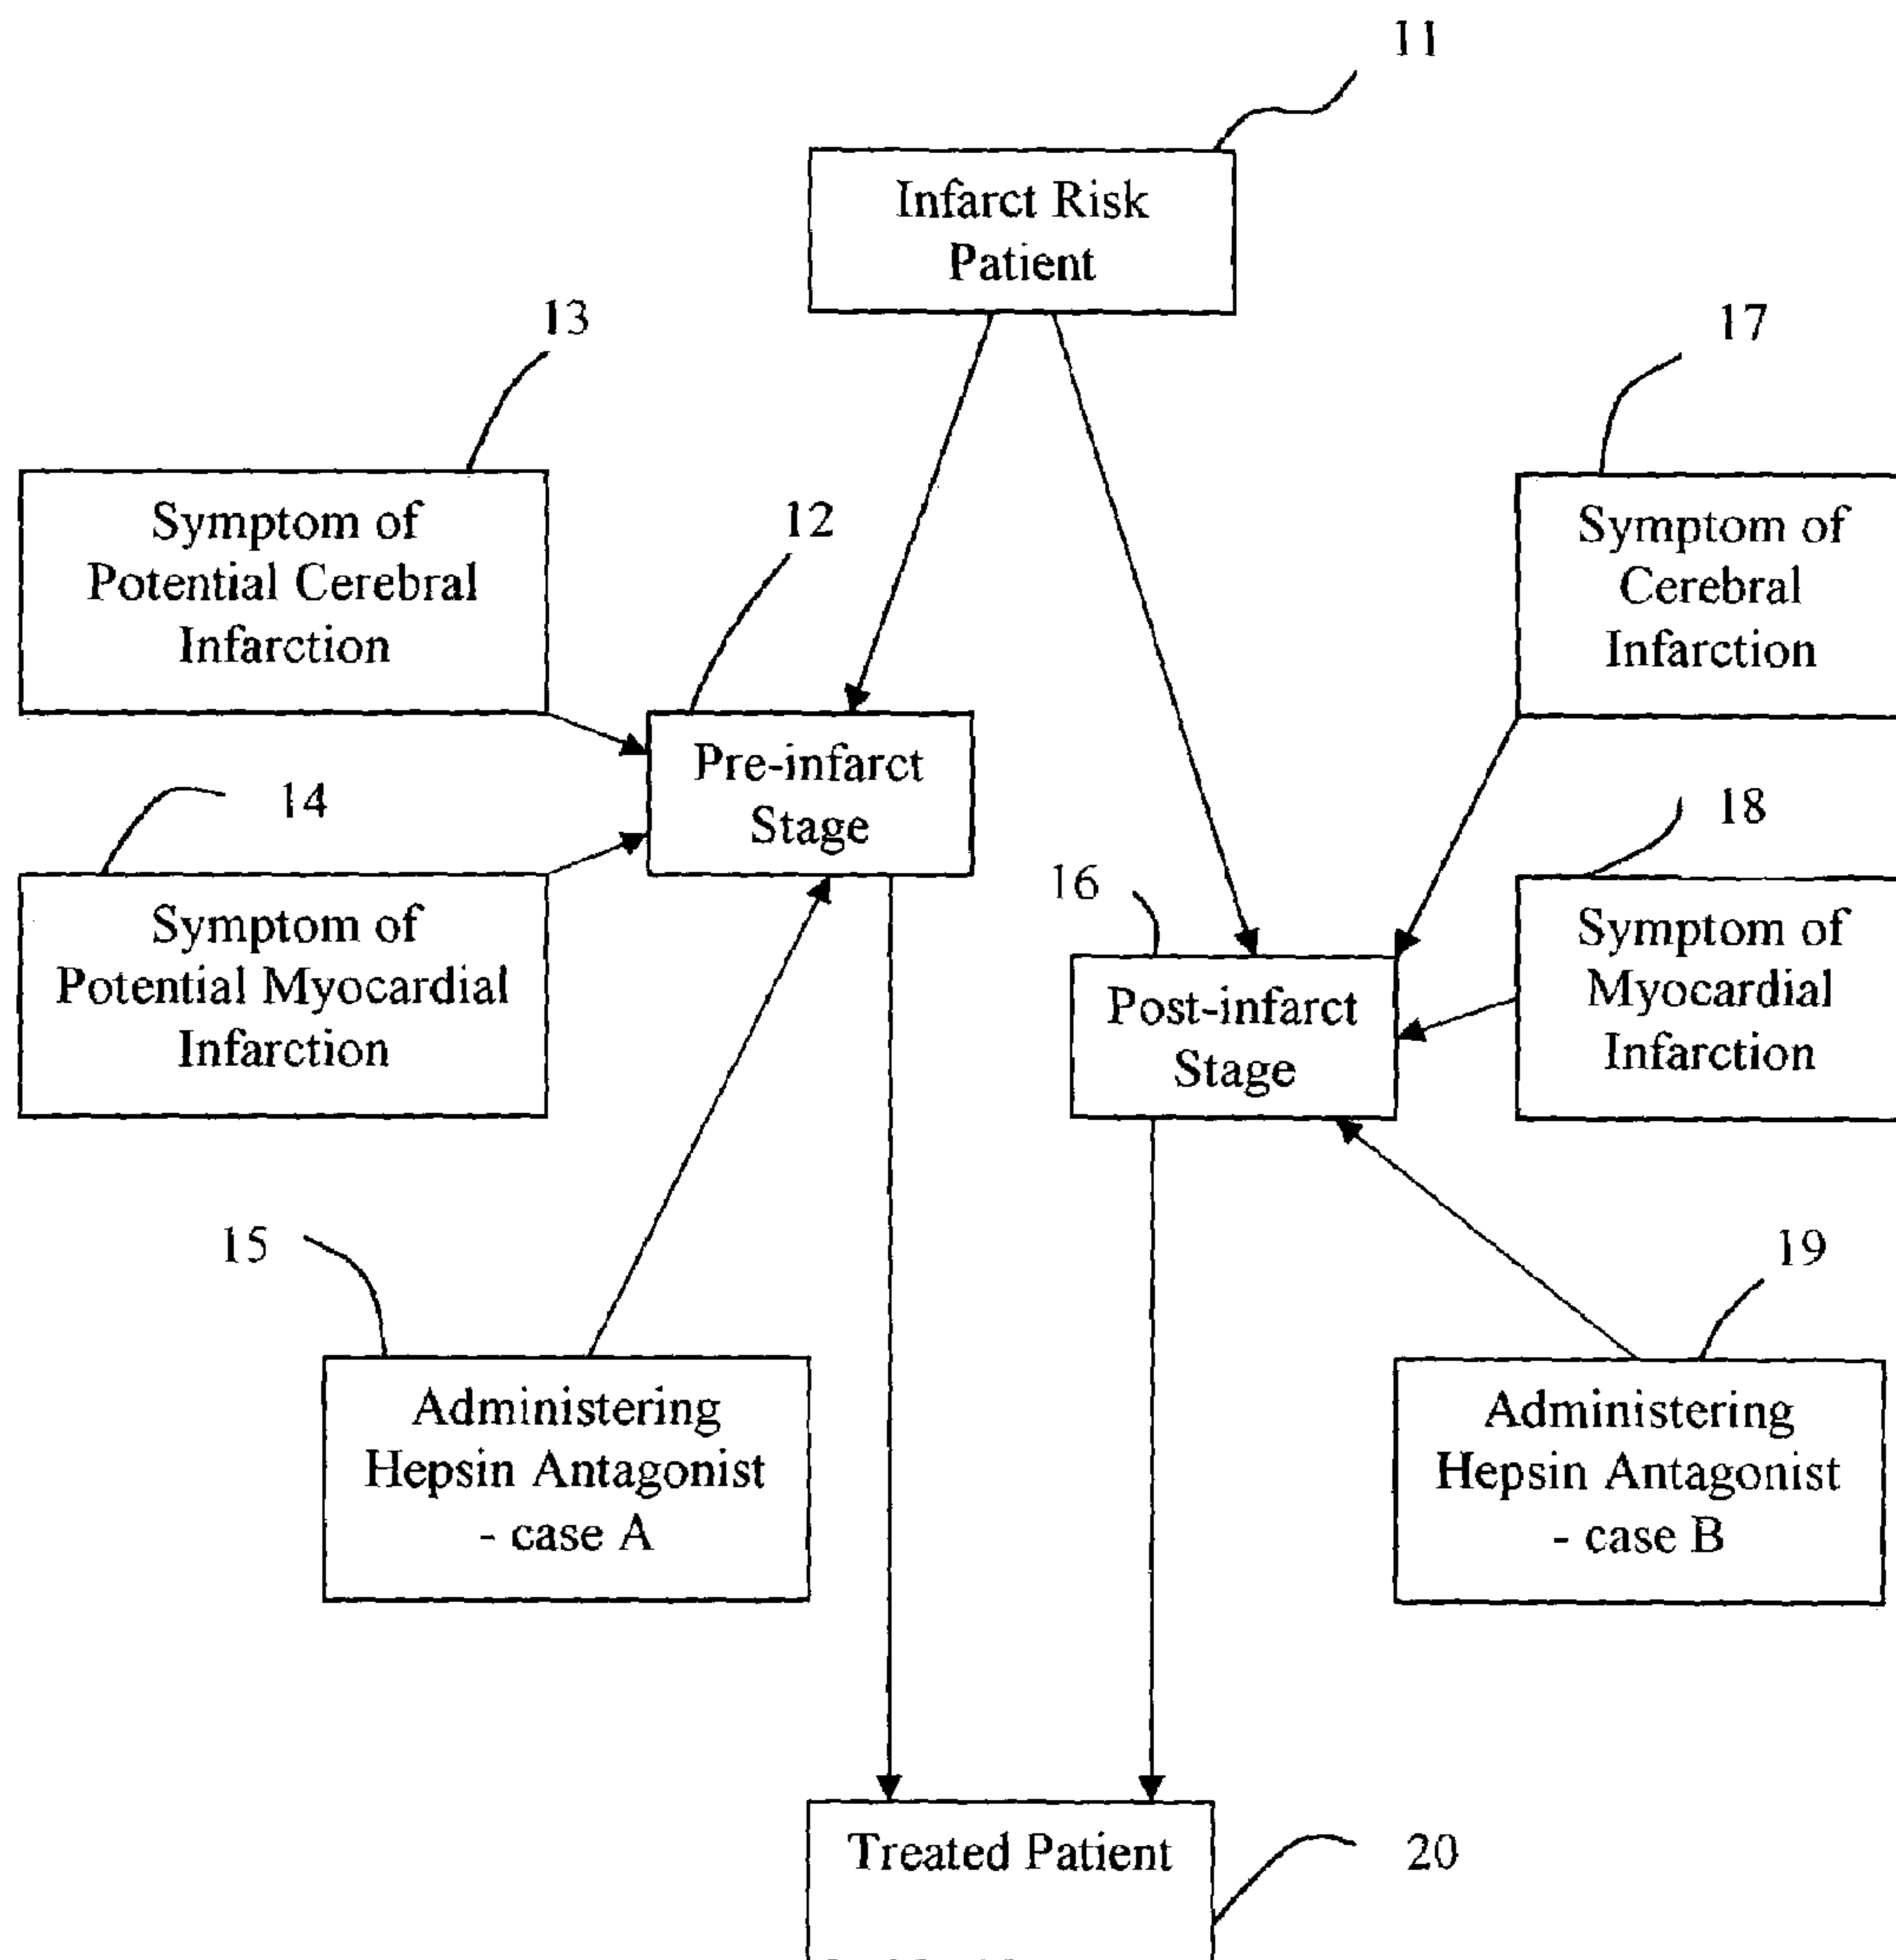 11
Infarct Risk
Patient
13
17
Symptom of
Potential Cerebral
Infarction
12
Symptom of
Cerebral
Infarction
Pre-infarct
Stage
14
18
16
Symptom of
Potential Myocardial
Infarction
Symptom of
Myocardial
Infarction
Post-infarct
Stage
15
19
Administering
Hepsin Antagonist
- case A
Administering
Hepsin Antagonist
- case B
Treated Patient
20